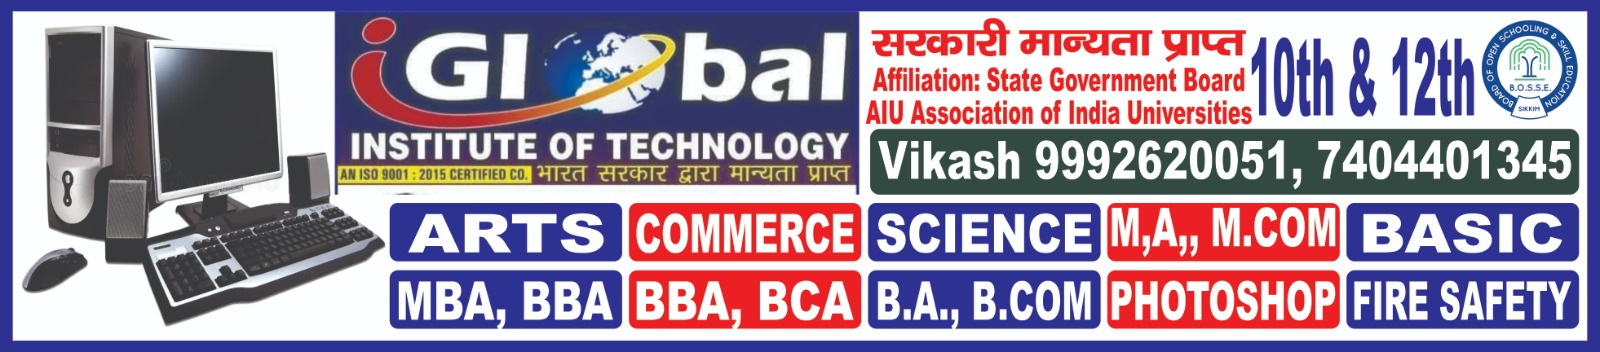 iGlobal
INSTITUTE OF TECHNOLOGY
AN ISO 9001 : 2015 CERTIFIED CO. भारत सरकार द्वारा मान्यता प्राप्त
सरकारी मान्यता प्राप्त
Affiliation: State Government Board
AIU Association of India Universities
10th & 12th
BOARD OF OPEN SCHOOLING & SKILL EDUCATION
B.O.S.S.E.
SIKKIM
Vikash 9992620051, 7404401345
ARTS COMMERCE SCIENCE M,A,, M.COM BASIC
MBA, BBA BBA, BCA B.A., B.COM PHOTOSHOP FIRE SAFETY